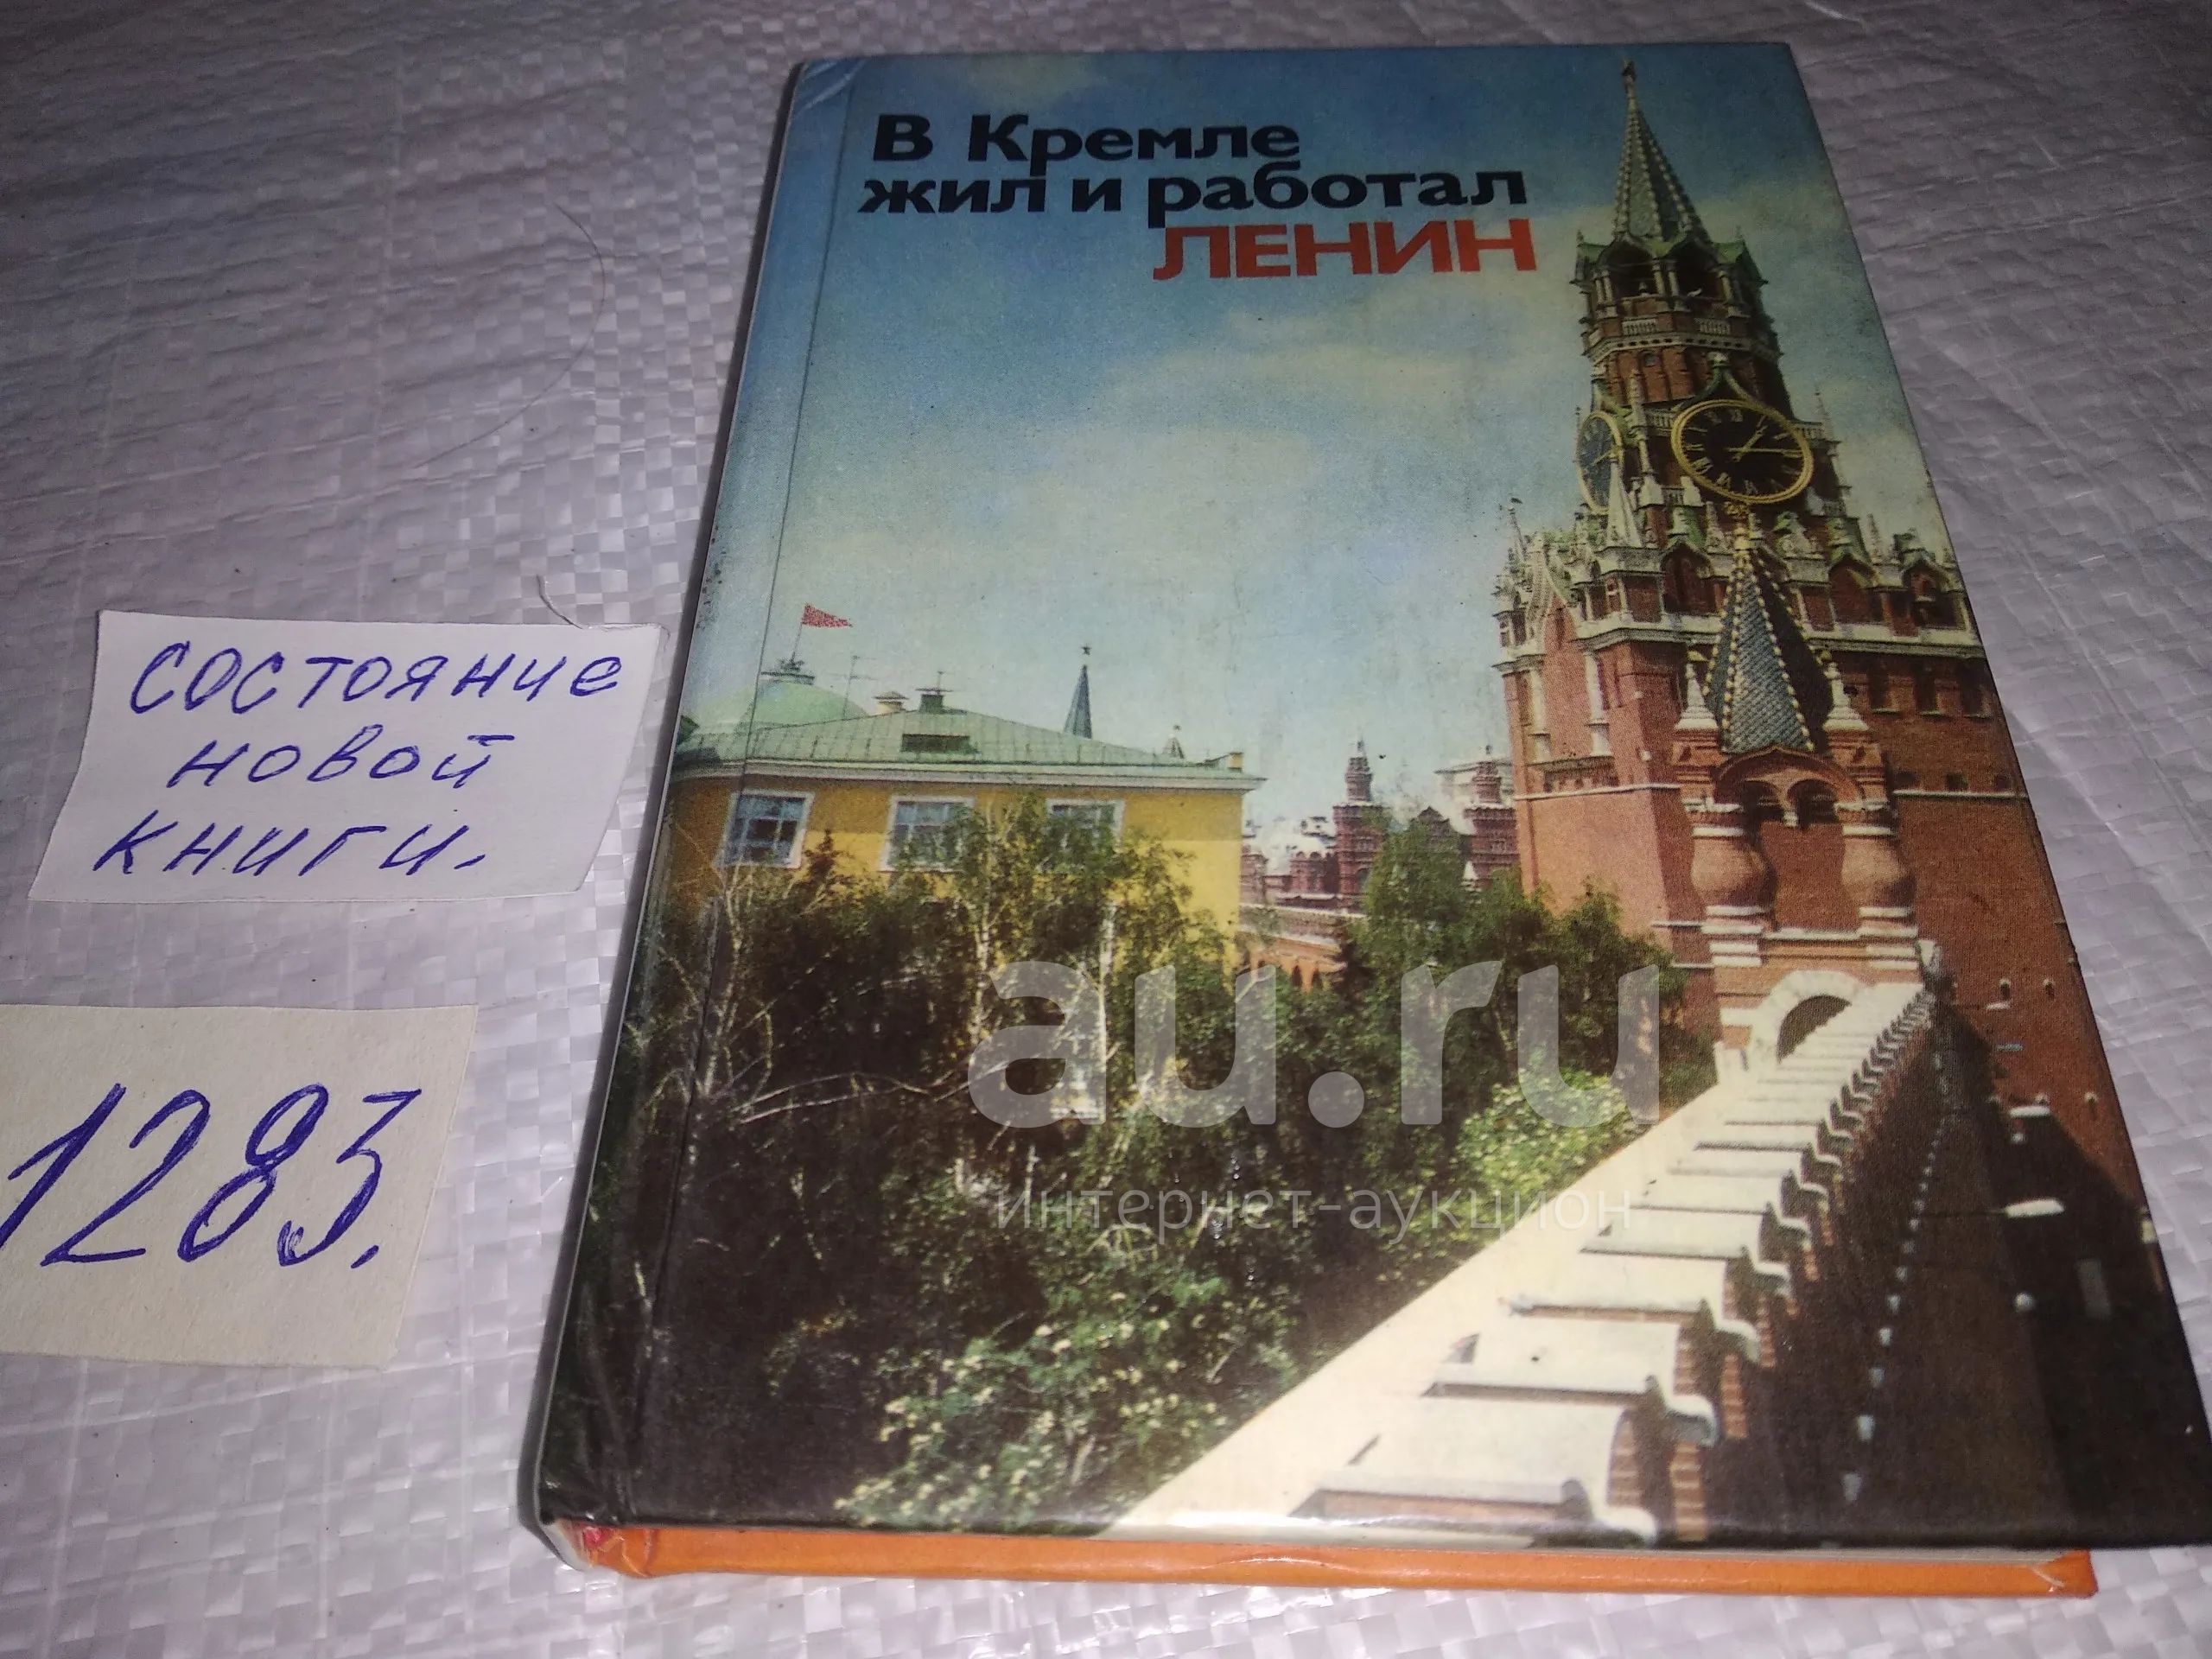 В Кремле
жил и работал
ЛЕНИН
состояние
новой
книги.
1283.
au.ru
интернет-аукцион